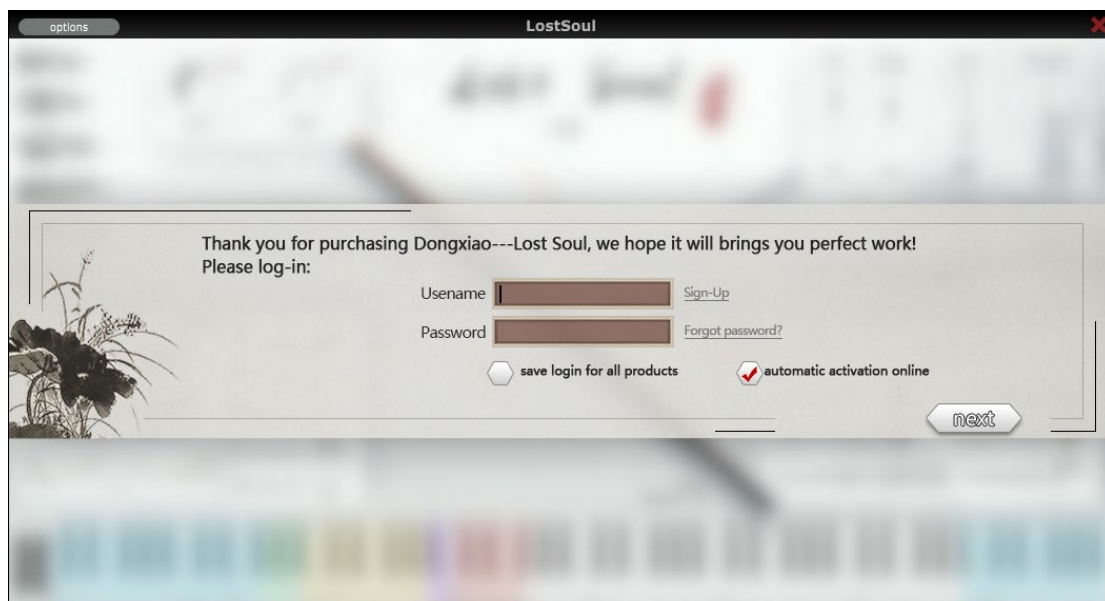 options
LostSoul
Thank you for purchasing Dongxiao---Lost Soul, we hope it will brings you perfect work!
Please log-in:
Usename
Sign-Up
Password
Forgot password?
save login for all products
automatic activation online
next